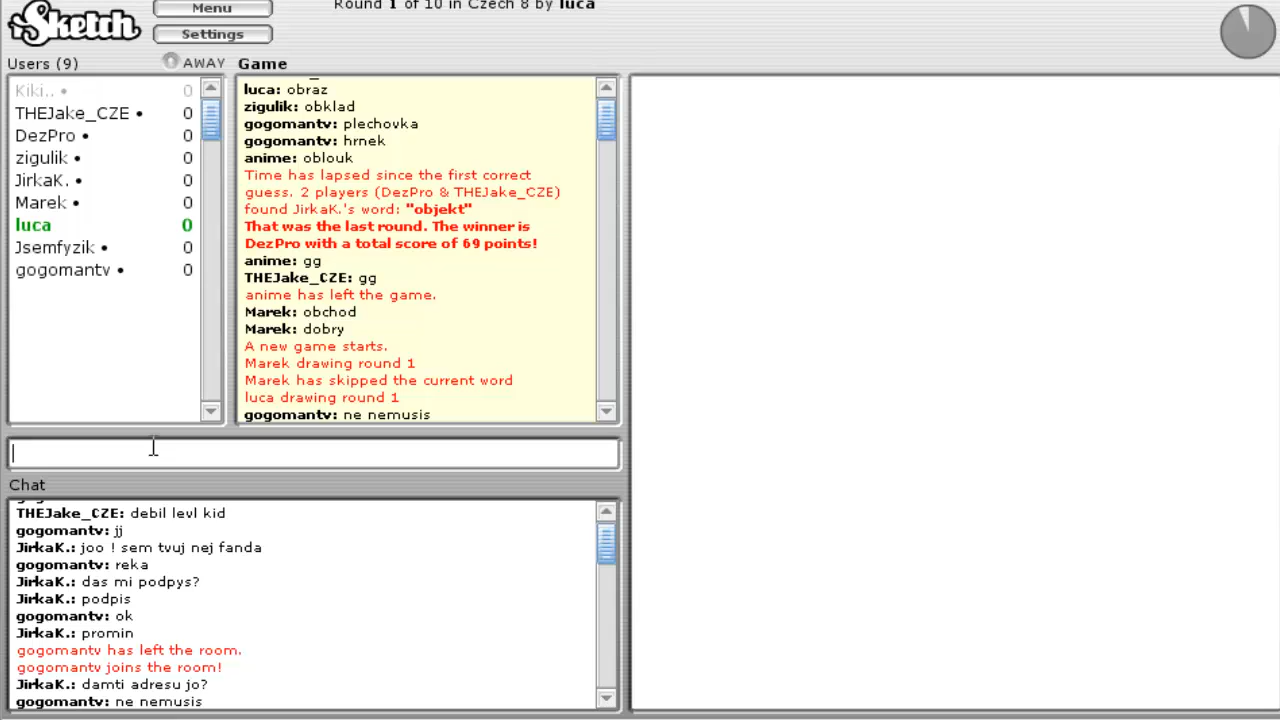 iSketch
Menu
Settings
Round 1 of 10 in Czech 8 by luca
Users (9)
AWAY
Game
Kiki.. • 0
THEJake_CZE • 0
DezPro • 0
zigulik • 0
JirkaK. • 0
Marek • 0
luca 0
Jsemfyzik • 0
gogomantv • 0
luca: obraz
zigulik: obklad
gogomantv: plechovka
gogomantv: hrnek
anime: oblouk
Time has lapsed since the first correct
guess. 2 players (DezPro & THEJake_CZE)
found JirkaK.'s word: "objekt"
That was the last round. The winner is
DezPro with a total score of 69 points!
anime: gg
THEJake_CZE: gg
anime has left the game.
Marek: obchod
Marek: dobry
A new game starts.
Marek drawing round 1
Marek has skipped the current word
luca drawing round 1
gogomantv: ne nemusis
Chat
THEJake_CZE: debil levl kid
gogomantv: jj
JirkaK.: joo ! sem tvuj nej fanda
gogomantv: reka
JirkaK.: das mi podpys?
JirkaK.: podpis
gogomantv: ok
JirkaK.: promin
gogomantv has left the room.
gogomantv joins the room!
JirkaK.: damti adresu jo?
gogomantv: ne nemusis